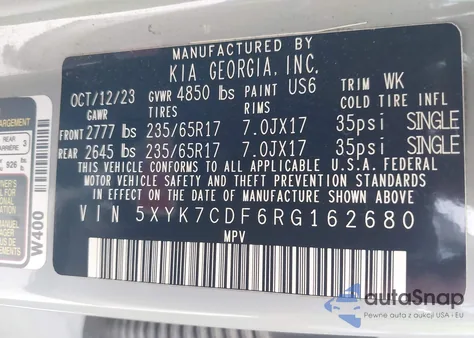 MANUFACTURED BY
KIA GEORGIA, INC.
OCT/12/23 GVWR 4850 lbs PAINT US6 TRIM WK
GAWR TIRES RIMS COLD TIRE INFL
FRONT 2777 lbs 235/65R17 7.0JX17 35psi SINGLE
REAR 2645 lbs 235/65R17 7.0JX17 35psi SINGLE
THIS VEHICLE CONFORMS TO ALL APPLICABLE U.S.A. FEDERAL
MOTOR VEHICLE SAFETY AND THEFT PREVENTION STANDARDS
IN EFFECT ON THE DATE OF MANUFACTURE SHOWN ABOVE
VIN 5XYK7CDF6RG162680
MPV
W400
REAR
3
autoSnap
Pewne auta z aukcji USA i EU